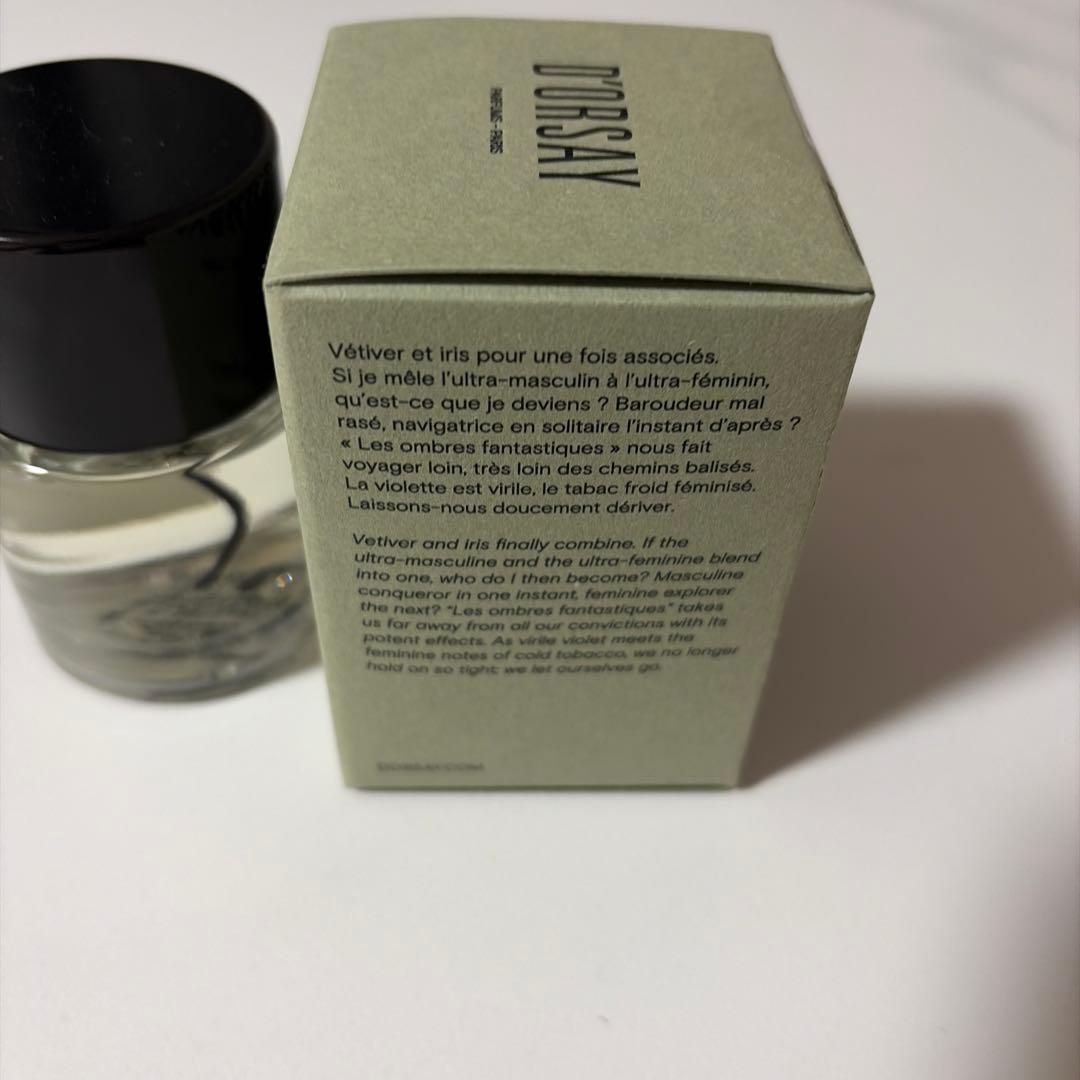 D'ORSAY
PARFUMS - PARIS
Vétiver et iris pour une fois associés.
Si je mêle l'ultra-masculin à l'ultra-féminin,
qu'est-ce que je deviens ? Baroudeur mal
rasé, navigatrice en solitaire l'instant d'après ?
« Les ombres fantastiques » nous fait
voyager loin, très loin des chemins balisés.
La violette est virile, le tabac froid féminisé.
Laissons-nous doucement dériver.
Vetiver and iris finally combine. If the
ultra-masculine and the ultra-feminine blend
into one, who do I then become? Masculine
conqueror in one instant, feminine explorer
the next? "Les ombres fantastiques" takes
us far away from all our convictions with its
potent effects. As virile violet meets the
feminine notes of cold tobacco, we no longer
hold on so tight: we let ourselves go.
DORSAY.COM